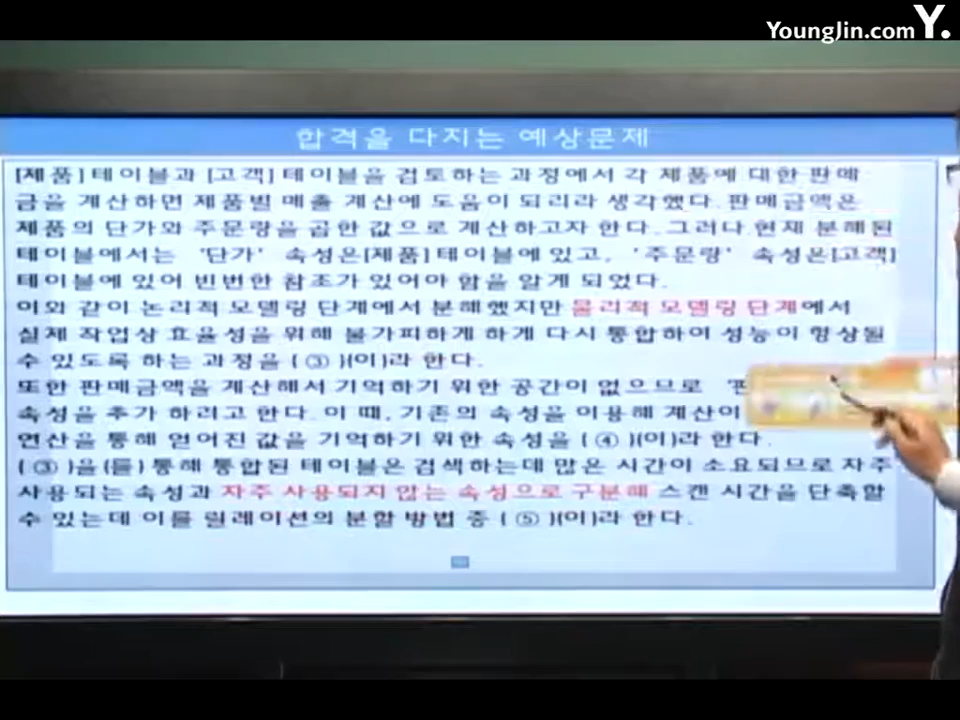 YoungJin.com Y.
합격을 다지는 예상문제
[제품] 테이블과 [고객] 테이블을 검토하는 과정에서 각 제품에 대한 판매
금을 계산하면 제품별 매출 계산에 도움이 되리라 생각했다. 판매금액은
제품의 단가와 주문량을 곱한 값으로 계산하고자 한다. 그러나 현재 분해된
테이블에서는 '단가' 속성은[제품] 테이블에 있고, '주문량' 속성은[고객]
테이블에 있어 빈번한 참조가 있어야 함을 알게 되었다.
이와 같이 논리적 모델링 단계에서 분해했지만 물리적 모델링 단계에서
실제 작업상 효율성을 위해 불가피하게 하게 다시 통합하여 성능이 향상될
수 있도록 하는 과정을 ( ③ )(이)라 한다.
또한 판매금액을 계산해서 기억하기 위한 공간이 없으므로
속성을 추가 하려고 한다. 이 때, 기존의 속성을 이용해 계산이
연산을 통해 얻어진 값을 기억하기 위한 속성을 ( ④ )(이)라 한다.
( ③ )을(를) 통해 통합된 테이블은 검색하는데 많은 시간이 소요되므로 자주
사용되는 속성과 자주 사용되지 않는 속성으로 구분해 스캔 시간을 단축할
수 있는데 이를 릴레이션의 분할 방법 중 ( ⑤ )(이)라 한다.